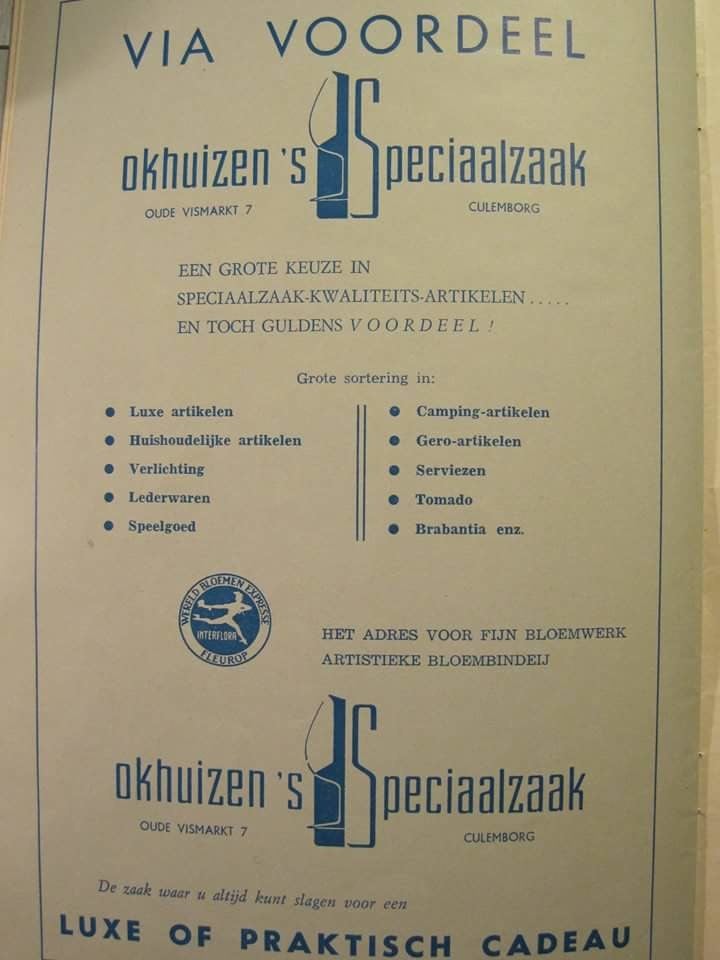 VIA VOORDEEL
okhuizen's Speciaalzaak
OUDE VISMARKT 7 CULEMBORG
EEN GROTE KEUZE IN
SPECIAALZAAK-KWALITEITS-ARTIKELEN.....
EN TOCH GULDENS VOORDEEL!
Grote sortering in:
● Luxe artikelen
● Huishoudelijke artikelen
● Verlichting
● Lederwaren
● Speelgoed
● Camping-artikelen
● Gero-artikelen
● Serviezen
● Tomado
● Brabantia enz.
WERELD BLOEMEN EXPRESSE
INTERFLORA
FLEUROP
HET ADRES VOOR FIJN BLOEMWERK
ARTISTIEKE BLOEMBINDEIJ
okhuizen's Speciaalzaak
OUDE VISMARKT 7 CULEMBORG
De zaak waar u altijd kunt slagen voor een
LUXE OF PRAKTISCH CADEAU